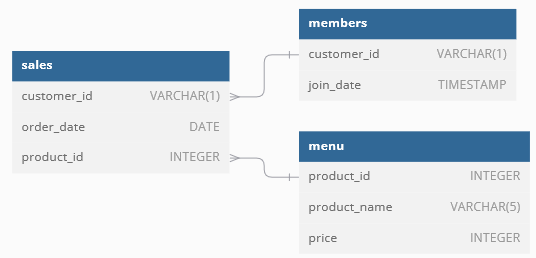 sales
customer_id VARCHAR(1)
order_date DATE
product_id INTEGER
members
customer_id VARCHAR(1)
join_date TIMESTAMP
menu
product_id INTEGER
product_name VARCHAR(5)
price INTEGER